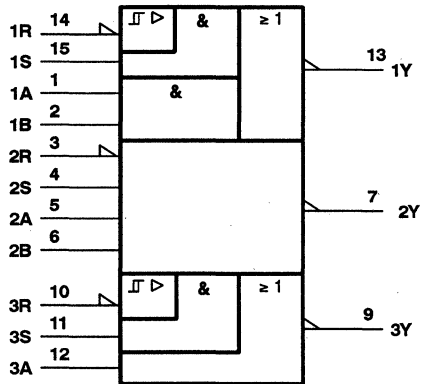 1R 14 & ≥ 1
1S 15 13 1Y
1A 1 &
1B 2
2R 3
2S 4 7 2Y
2A 5
2B 6
3R 10 & ≥ 1
3S 11 9 3Y
3A 12